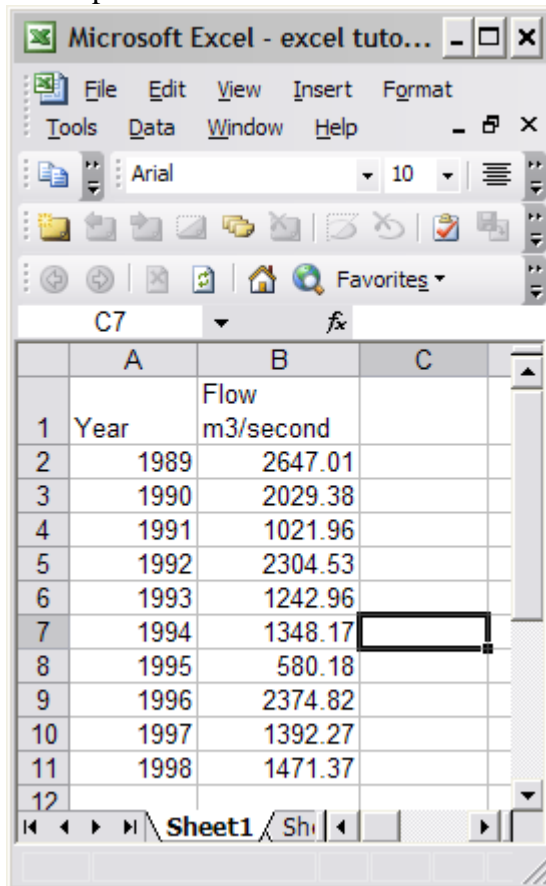 Microsoft Excel - excel tuto...
File Edit View Insert Format
Tools Data Window Help
Arial 10
Favorites
C7 fx
A B C
Flow
1 Year m3/second
2 1989 2647.01
3 1990 2029.38
4 1991 1021.96
5 1992 2304.53
6 1993 1242.96
7 1994 1348.17
8 1995 580.18
9 1996 2374.82
10 1997 1392.27
11 1998 1471.37
12
Sheet1